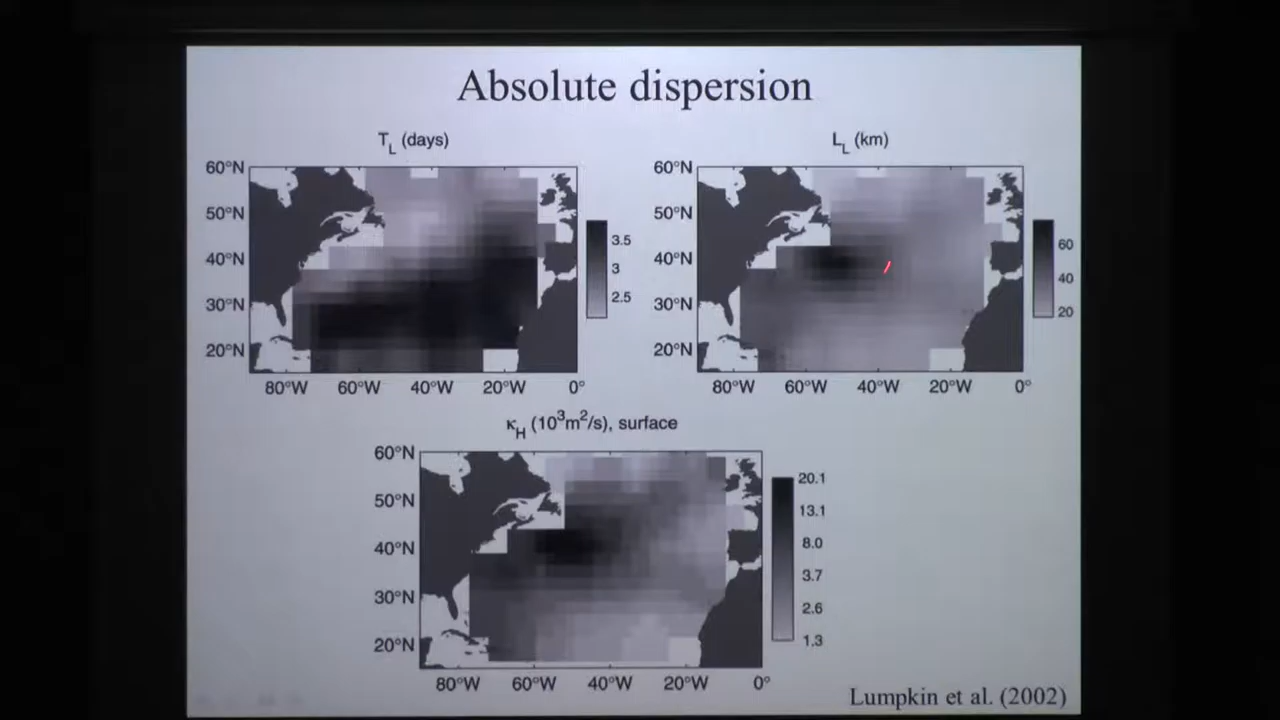 Absolute dispersion
T_L (days)
60°N
50°N
40°N
30°N
20°N
80°W 60°W 40°W 20°W 0°
3.5
3
2.5
L_L (km)
60°N
50°N
40°N
30°N
20°N
80°W 60°W 40°W 20°W 0°
60
40
20
κ_H (10³m²/s), surface
60°N
50°N
40°N
30°N
20°N
80°W 60°W 40°W 20°W 0°
20.1
13.1
8.0
3.7
2.6
1.3
Lumpkin et al. (2002)